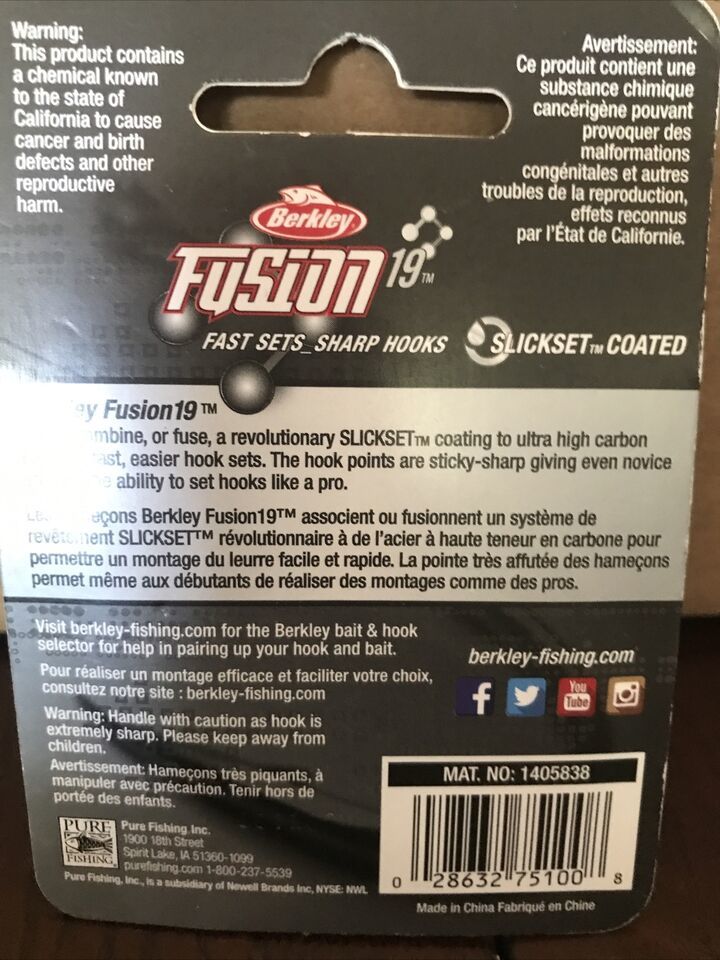 Warning:
This product contains
a chemical known
to the state of
California to cause
cancer and birth
defects and other
reproductive
harm.
Avertissement:
Ce produit contient une
substance chimique
cancérigène pouvant
provoquer des
malformations
congénitales et autres
troubles de la reproduction,
effets reconnus
par l'État de Californie.
Berkley
FUSION19™
FAST SETS_SHARP HOOKS
SLICKSET™ COATED
Fusion19™
or fuse, a revolutionary SLICKSET™ coating to ultra high carbon
easier hook sets. The hook points are sticky-sharp giving even novice
ability to set hooks like a pro.
Berkley Fusion19™ associent ou fusionnent un système de
revêtement SLICKSET™ révolutionnaire à de l'acier à haute teneur en carbone pour
permettre un montage du leurre facile et rapide. La pointe très affutée des hameçons
permet même aux débutants de réaliser des montages comme des pros.
Visit berkley-fishing.com for the Berkley bait & hook
selector for help in pairing up your hook and bait.
Pour réaliser un montage efficace et faciliter votre choix,
consultez notre site : berkley-fishing.com
Warning: Handle with caution as hook is
extremely sharp. Please keep away from
children.
Avertissement: Hameçons très piquants, à
manipuler avec précaution. Tenir hors de
portée des enfants.
berkley-fishing.com
f
You
Tube
MAT. NO: 1405838
0 28632 75100 8
PURE
FISHING
Pure Fishing, Inc.
1900 18th Street
Spirit Lake, IA 51360-1099
purefishing.com 1-800-237-5539
Pure Fishing, Inc., is a subsidiary of Newell Brands Inc, NYSE: NWL
Made in China Fabriqué en Chine